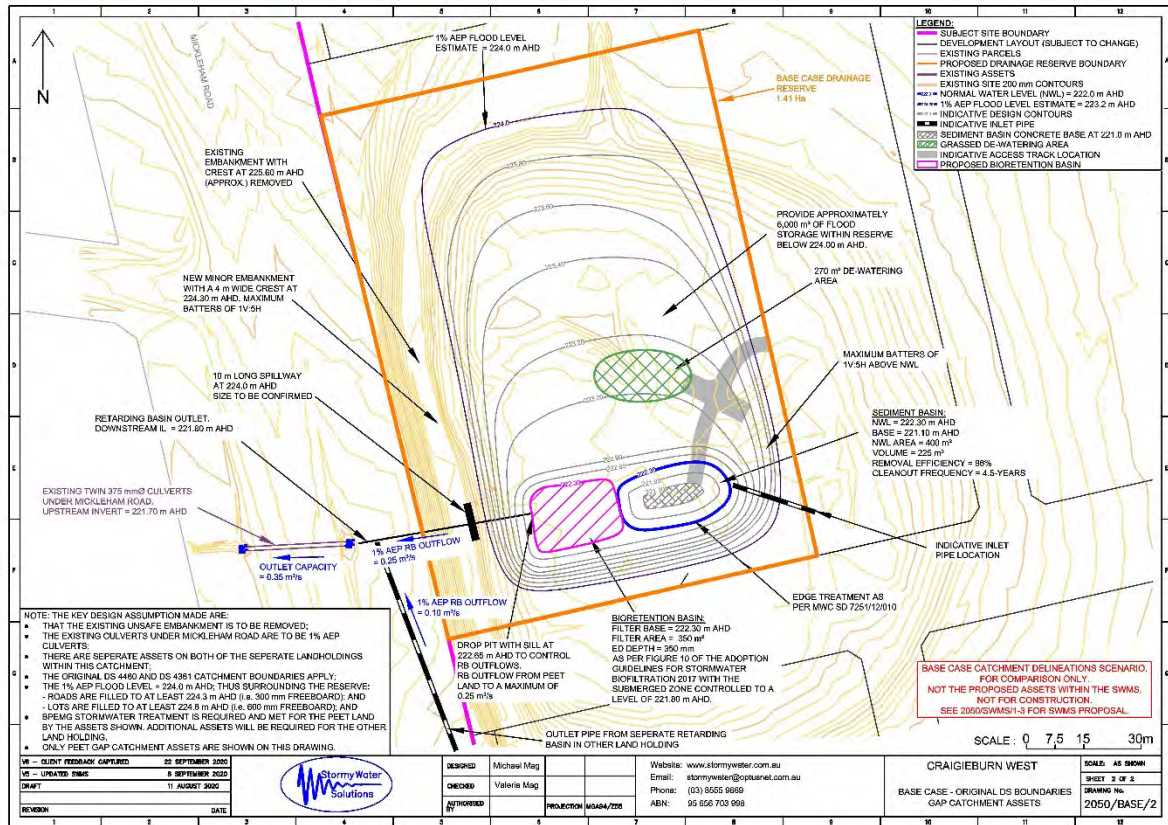 1% AEP FLOOD LEVEL
ESTIMATE = 224.0 m AHD
MICKLEHAM ROAD
N
BASE CASE DRAINAGE
RESERVE
1.41 Ha
LEGEND:
SUBJECT SITE BOUNDARY
DEVELOPMENT LAYOUT (SUBJECT TO CHANGE)
EXISTING PARCELS
PROPOSED DRAINAGE RESERVE BOUNDARY
EXISTING ASSETS
EXISTING SITE 200 mm CONTOURS
NORMAL WATER LEVEL (NWL) = 222.0 m AHD
1% AEP FLOOD LEVEL ESTIMATE = 223.2 m AHD
INDICATIVE DESIGN CONTOURS
INDICATIVE INLET PIPE
SEDIMENT BASIN CONCRETE BASE AT 221.0 m AHD
GRASSED DE-WATERING AREA
INDICATIVE ACCESS TRACK LOCATION
PROPOSED BIORETENTION BASIN
EXISTING
EMBANKMENT WITH
CREST AT 225.60 m AHD
(APPROX.) REMOVED
PROVIDE APPROXIMATELY
6,000 m³ OF FLOOD
STORAGE WITHIN RESERVE
BELOW 224.00 m AHD.
270 m² DE-WATERING
AREA
NEW MINOR EMBANKMENT
WITH A 4 m WIDE CREST AT
224.30 m AHD. MAXIMUM
BATTERS OF 1V:5H
10 m LONG SPILLWAY
AT 224.0 m AHD
SIZE TO BE CONFIRMED
MAXIMUM BATTERS OF
1V:5H ABOVE NWL
RETARDING BASIN OUTLET.
DOWNSTREAM IL = 221.60 m AHD
SEDIMENT BASIN:
NWL = 222.30 m AHD
BASE = 221.10 m AHD
NWL AREA = 400 m²
VOLUME = 225 m³
REMOVAL EFFICIENCY = 98%
CLEANOUT FREQUENCY = 4.5-YEARS
EXISTING TWIN 375 mmØ CULVERTS
UNDER MICKLEHAM ROAD.
UPSTREAM INVERT = 221.70 m AHD
OUTLET CAPACITY
= 0.35 m³/s
1% AEP RB OUTFLOW
= 0.25 m³/s
1% AEP RB OUTFLOW
= 0.10 m³/s
INDICATIVE INLET
PIPE LOCATION
EDGE TREATMENT AS
PER MWC SD 7251/12/010
NOTE: THE KEY DESIGN ASSUMPTION MADE ARE:
• THAT THE EXISTING UNSAFE EMBANKMENT IS TO BE REMOVED;
• THE EXISTING CULVERTS UNDER MICKLEHAM ROAD ARE TO BE 1% AEP
CULVERTS;
• THERE ARE SEPERATE ASSETS ON BOTH OF THE SEPERATE LANDHOLDINGS
WITHIN THIS CATCHMENT;
• THE ORIGINAL DS 4460 AND DS 4361 CATCHMENT BOUNDARIES APPLY;
• THE 1% AEP FLOOD LEVEL = 224.0 m AHD; THUS SURROUNDING THE RESERVE:
- ROADS ARE FILLED TO AT LEAST 224.3 m AHD (i.e. 300 mm FREEBOARD); AND
- LOTS ARE FILLED TO AT LEAST 224.6 m AHD (i.e. 600 mm FREEBOARD); AND
• BPEMG STORMWATER TREATMENT IS REQUIRED AND MET FOR THE PEET LAND
BY THE ASSETS SHOWN. ADDITIONAL ASSETS WILL BE REQUIRED FOR THE OTHER
LAND HOLDING.
• ONLY PEET GAP CATCHMENT ASSETS ARE SHOWN ON THIS DRAWING.
DROP PIT WITH SILL AT
222.65 m AHD TO CONTROL
RB OUTFLOWS.
RB OUTFLOW FROM PEET
LAND TO A MAXIMUM OF
0.25 m³/s
BIORETENTION BASIN:
FILTER BASE = 222.30 m AHD
FILTER AREA = 350 m²
ED DEPTH = 350 mm
AS PER FIGURE 10 OF THE ADOPTION
GUIDELINES FOR STORMWATER
BIOFILTRATION 2017 WITH THE
SUBMERGED ZONE CONTROLLED TO A
LEVEL OF 221.80 mAHD.
OUTLET PIPE FROM SEPERATE RETARDING
BASIN IN OTHER LAND HOLDING
BASE CASE CATCHMENT DELINEATIONS SCENARIO.
FOR COMPARISON ONLY.
NOT THE PROPOSED ASSETS WITHIN THE SWMS.
NOT FOR CONSTRUCTION.
SEE 2050/SWMS/1-3 FOR SWMS PROPOSAL.
SCALE : 0 7.5 15 30m
V6 - CLIENT FEEDBACK CAPTURED 22 SEPTEMBER 2020
V5 - UPDATED SWMS 8 SEPTEMBER 2020
DRAFT 11 AUGUST 2020
REVISION DATE
StormyWater
Solutions
DESIGNED Michael Mag
CHECKED Valerie Mag
AUTHORISED BY
PROJECTION MGA94/Z55
Website: www.stormywater.com.au
Email: stormywater@optusnet.com.au
Phone: (03) 8555 9669
ABN: 95 656 703 998
CRAIGIEBURN WEST
BASE CASE - ORIGINAL DS BOUNDARIES
GAP CATCHMENT ASSETS
SCALE: AS SHOWN
SHEET 2 OF 2
DRAWING No.
2050/BASE/2